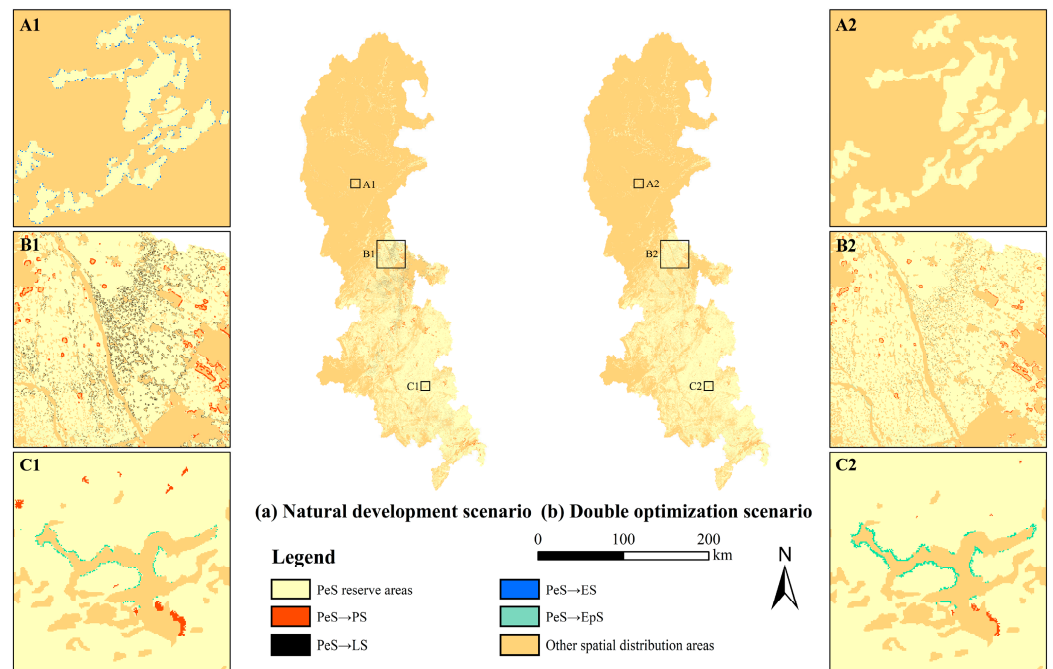 A1
A2
A1
A2
B1
B2
B1
B2
C1
C2
C1
C2
(a) Natural development scenario (b) Double optimization scenario
0 100 200
km
N
Legend
PeS reserve areas
PeS→ES
PeS→PS
PeS→EpS
PeS→LS
Other spatial distribution areas